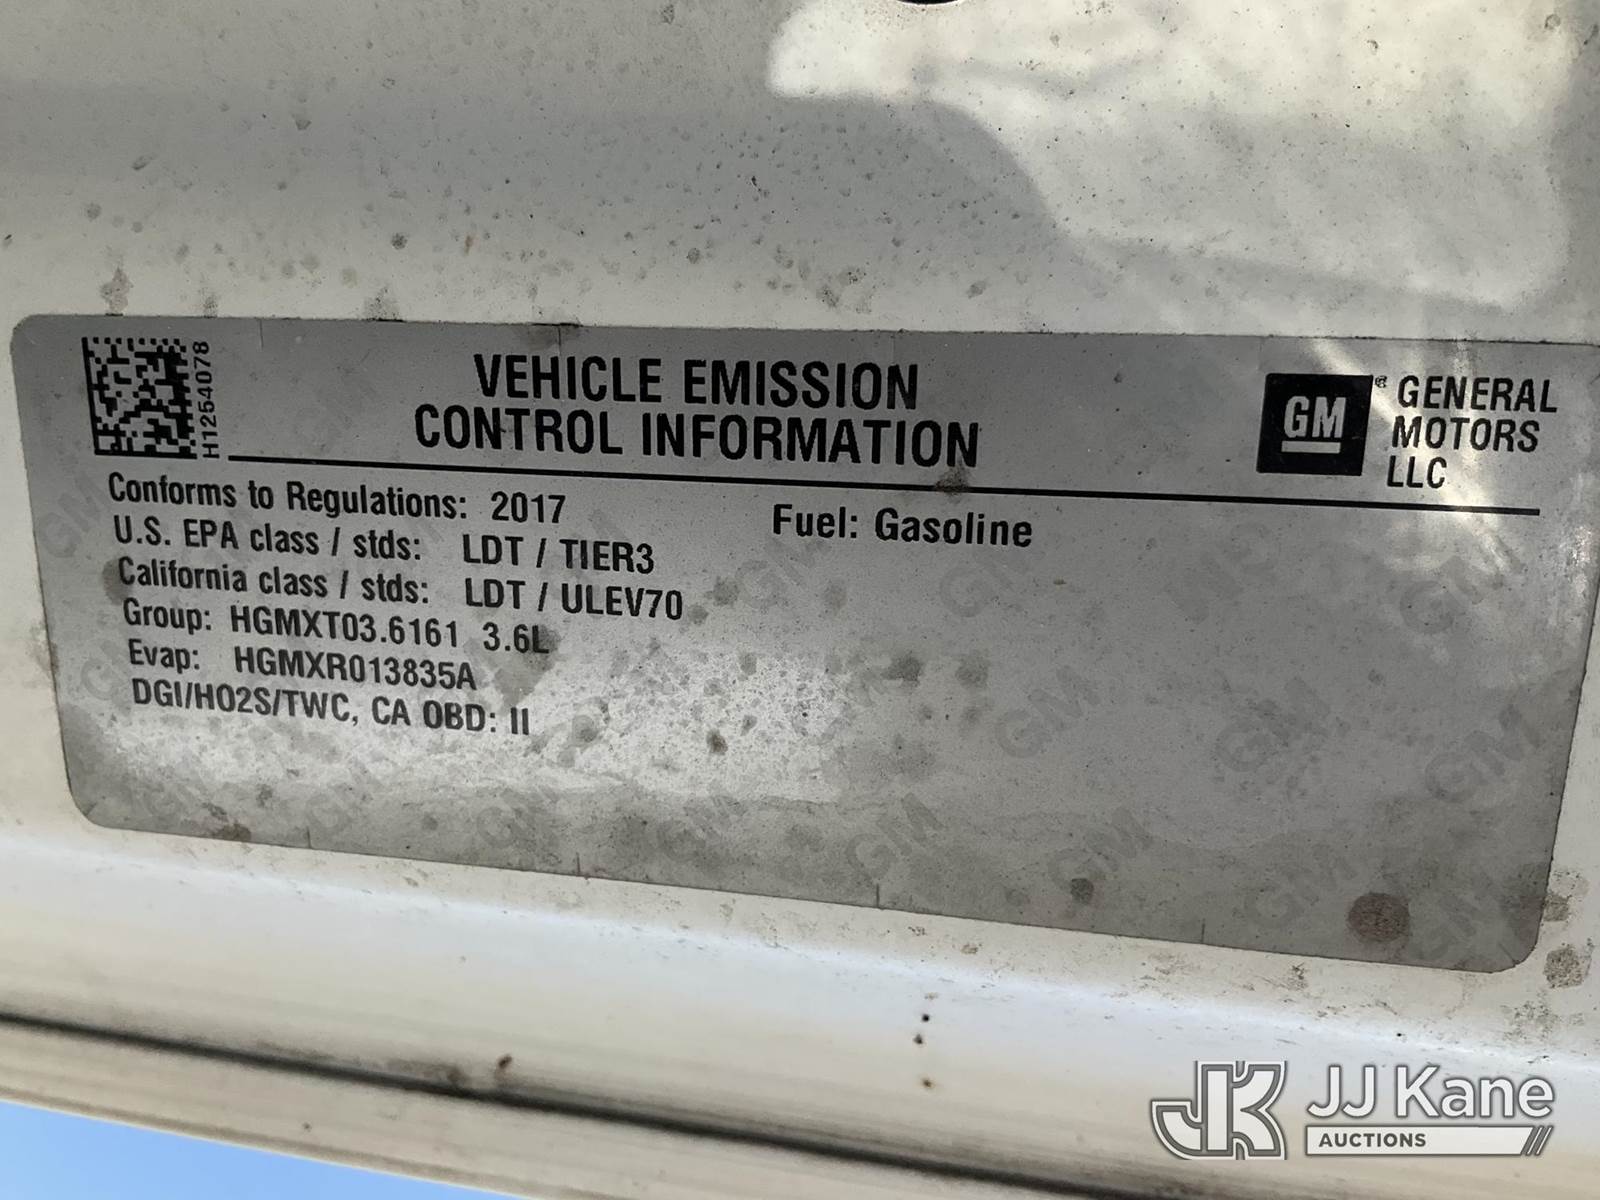 H1254078
VEHICLE EMISSION
CONTROL INFORMATION
GM® GENERAL
MOTORS
LLC
Conforms to Regulations: 2017
Fuel: Gasoline
U.S. EPA class / stds: LDT / TIER3
California class / stds: LDT / ULEV70
Group: HGMXT03.6161 3.6L
Evap: HGMXR013835A
DGI/HO2S/TWC, CA OBD: II
JK JJ Kane
AUCTIONS